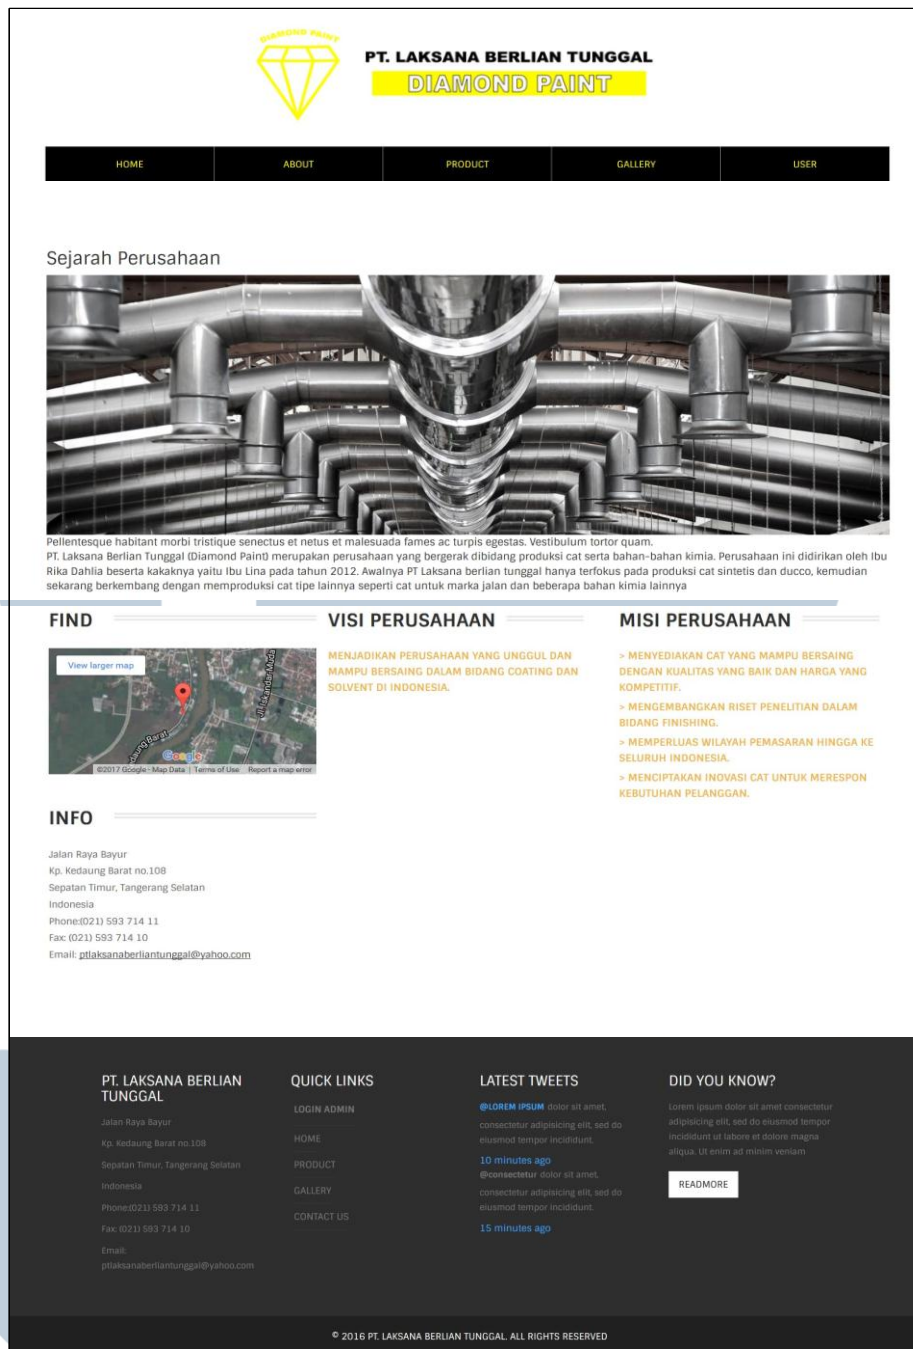 DIAMOND PAINT
PT. LAKSANA BERLIAN TUNGGAL
DIAMOND PAINT
HOME
ABOUT
PRODUCT
GALLERY
USER
Sejarah Perusahaan
Pellentesque habitant morbi tristique senectus et netus et malesuada fames ac turpis egestas. Vestibulum tortor quam.
PT. Laksana Berlian Tunggal (Diamond Paint) merupakan perusahaan yang bergerak dibidang produksi cat serta bahan-bahan kimia. Perusahaan ini didirikan oleh Ibu
Rika Dahlia beserta kakaknya yaitu Ibu Lina pada tahun 2012. Awalnya PT Laksana berlian tunggal hanya terfokus pada produksi cat sintetis dan ducco, kemudian
sekarang berkembang dengan memproduksi cat tipe lainnya seperti cat untuk marka jalan dan beberapa bahan kimia lainnya
FIND
View larger map
Jl. Iskandar Muda
Kedaung Barat
Google
©2017 Google - Map Data
Terms of Use
Report a map error
VISI PERUSAHAAN
MENJADIKAN PERUSAHAAN YANG UNGGUL DAN
MAMPU BERSAING DALAM BIDANG COATING DAN
SOLVENT DI INDONESIA.
MISI PERUSAHAAN
> MENYEDIAKAN CAT YANG MAMPU BERSAING
DENGAN KUALITAS YANG BAIK DAN HARGA YANG
KOMPETITIF.
> MENGEMBANGKAN RISET PENELITIAN DALAM
BIDANG FINISHING.
> MEMPERLUAS WILAYAH PEMASARAN HINGGA KE
SELURUH INDONESIA.
> MENCIPTAKAN INOVASI CAT UNTUK MERESPON
KEBUTUHAN PELANGGAN.
INFO
Jalan Raya Bayur
Kp. Kedaung Barat no.108
Sepatan Timur, Tangerang Selatan
Indonesia
Phone:(021) 593 714 11
Fax: (021) 593 714 10
Email: ptlaksanaberliantunggal@yahoo.com
PT. LAKSANA BERLIAN
TUNGGAL
Jalan Raya Bayur
Kp. Kedaung Barat no.108
Sepatan Timur, Tangerang Selatan
Indonesia
Phone:(021) 593 714 11
Fax: (021) 593 714 10
Email:
ptlaksanaberliantunggal@yahoo.com
QUICK LINKS
LOGIN ADMIN
HOME
PRODUCT
GALLERY
CONTACT US
LATEST TWEETS
@LOREM IPSUM dolor sit amet,
consectetur adipisicing elit, sed do
eiusmod tempor incididunt.
10 minutes ago
@consectetur dolor sit amet,
consectetur adipisicing elit, sed do
eiusmod tempor incididunt.
15 minutes ago
DID YOU KNOW?
Lorem ipsum dolor sit amet consectetur
adipisicing elit, sed do eiusmod tempor
incididunt ut labore et dolore magna
aliqua. Ut enim ad minim veniam
READMORE
© 2016 PT. LAKSANA BERLIAN TUNGGAL. ALL RIGHTS RESERVED